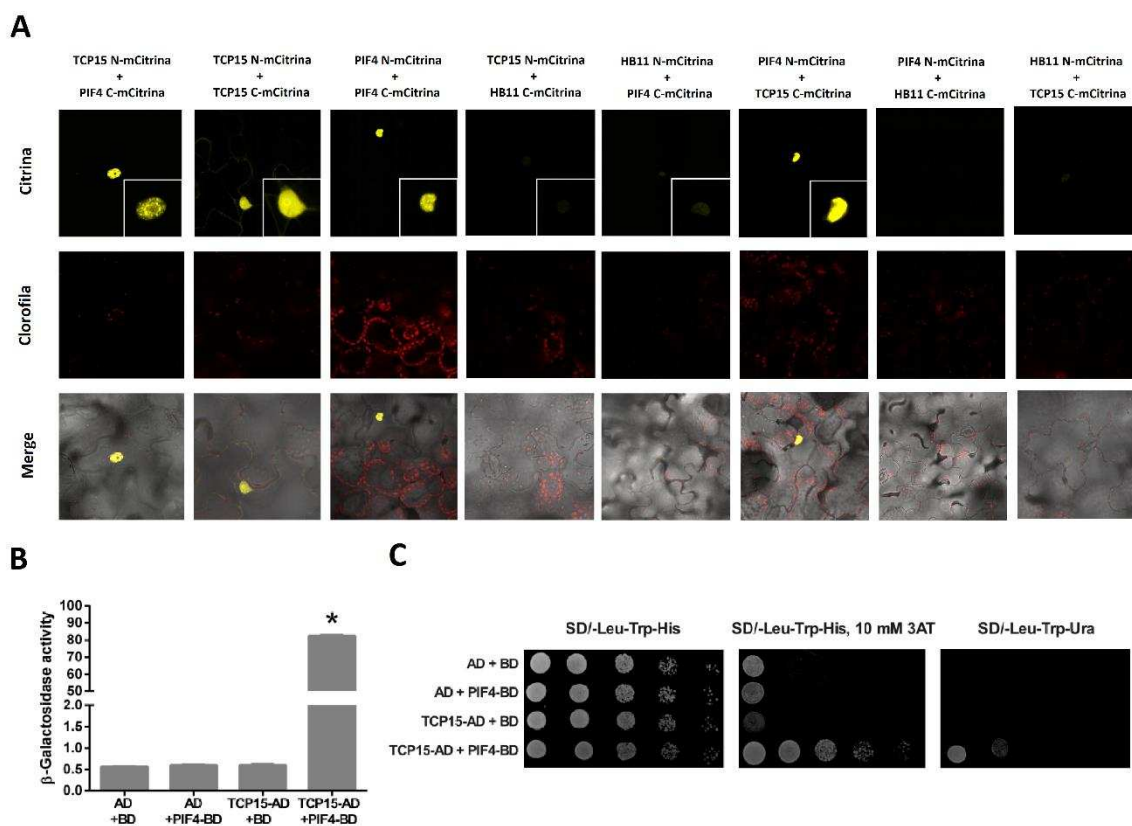 A
TCP15 N-mCitrina
+
PIF4 C-mCitrina
TCP15 N-mCitrina
+
TCP15 C-mCitrina
PIF4 N-mCitrina
+
PIF4 C-mCitrina
TCP15 N-mCitrina
+
HB11 C-mCitrina
HB11 N-mCitrina
+
PIF4 C-mCitrina
PIF4 N-mCitrina
+
TCP15 C-mCitrina
PIF4 N-mCitrina
+
HB11 C-mCitrina
HB11 N-mCitrina
+
TCP15 C-mCitrina
Citrina
Clorofila
Merge
B
β-Galactosidase activity
100
90
80
70
60
50
2.0
1.5
1.0
0.5
0.0
*
AD
+BD
AD
+PIF4-BD
TCP15-AD
+BD
TCP15-AD
+PIF4-BD
C
SD/-Leu-Trp-His
SD/-Leu-Trp-His, 10 mM 3AT
SD/-Leu-Trp-Ura
AD + BD
AD + PIF4-BD
TCP15-AD + BD
TCP15-AD + PIF4-BD